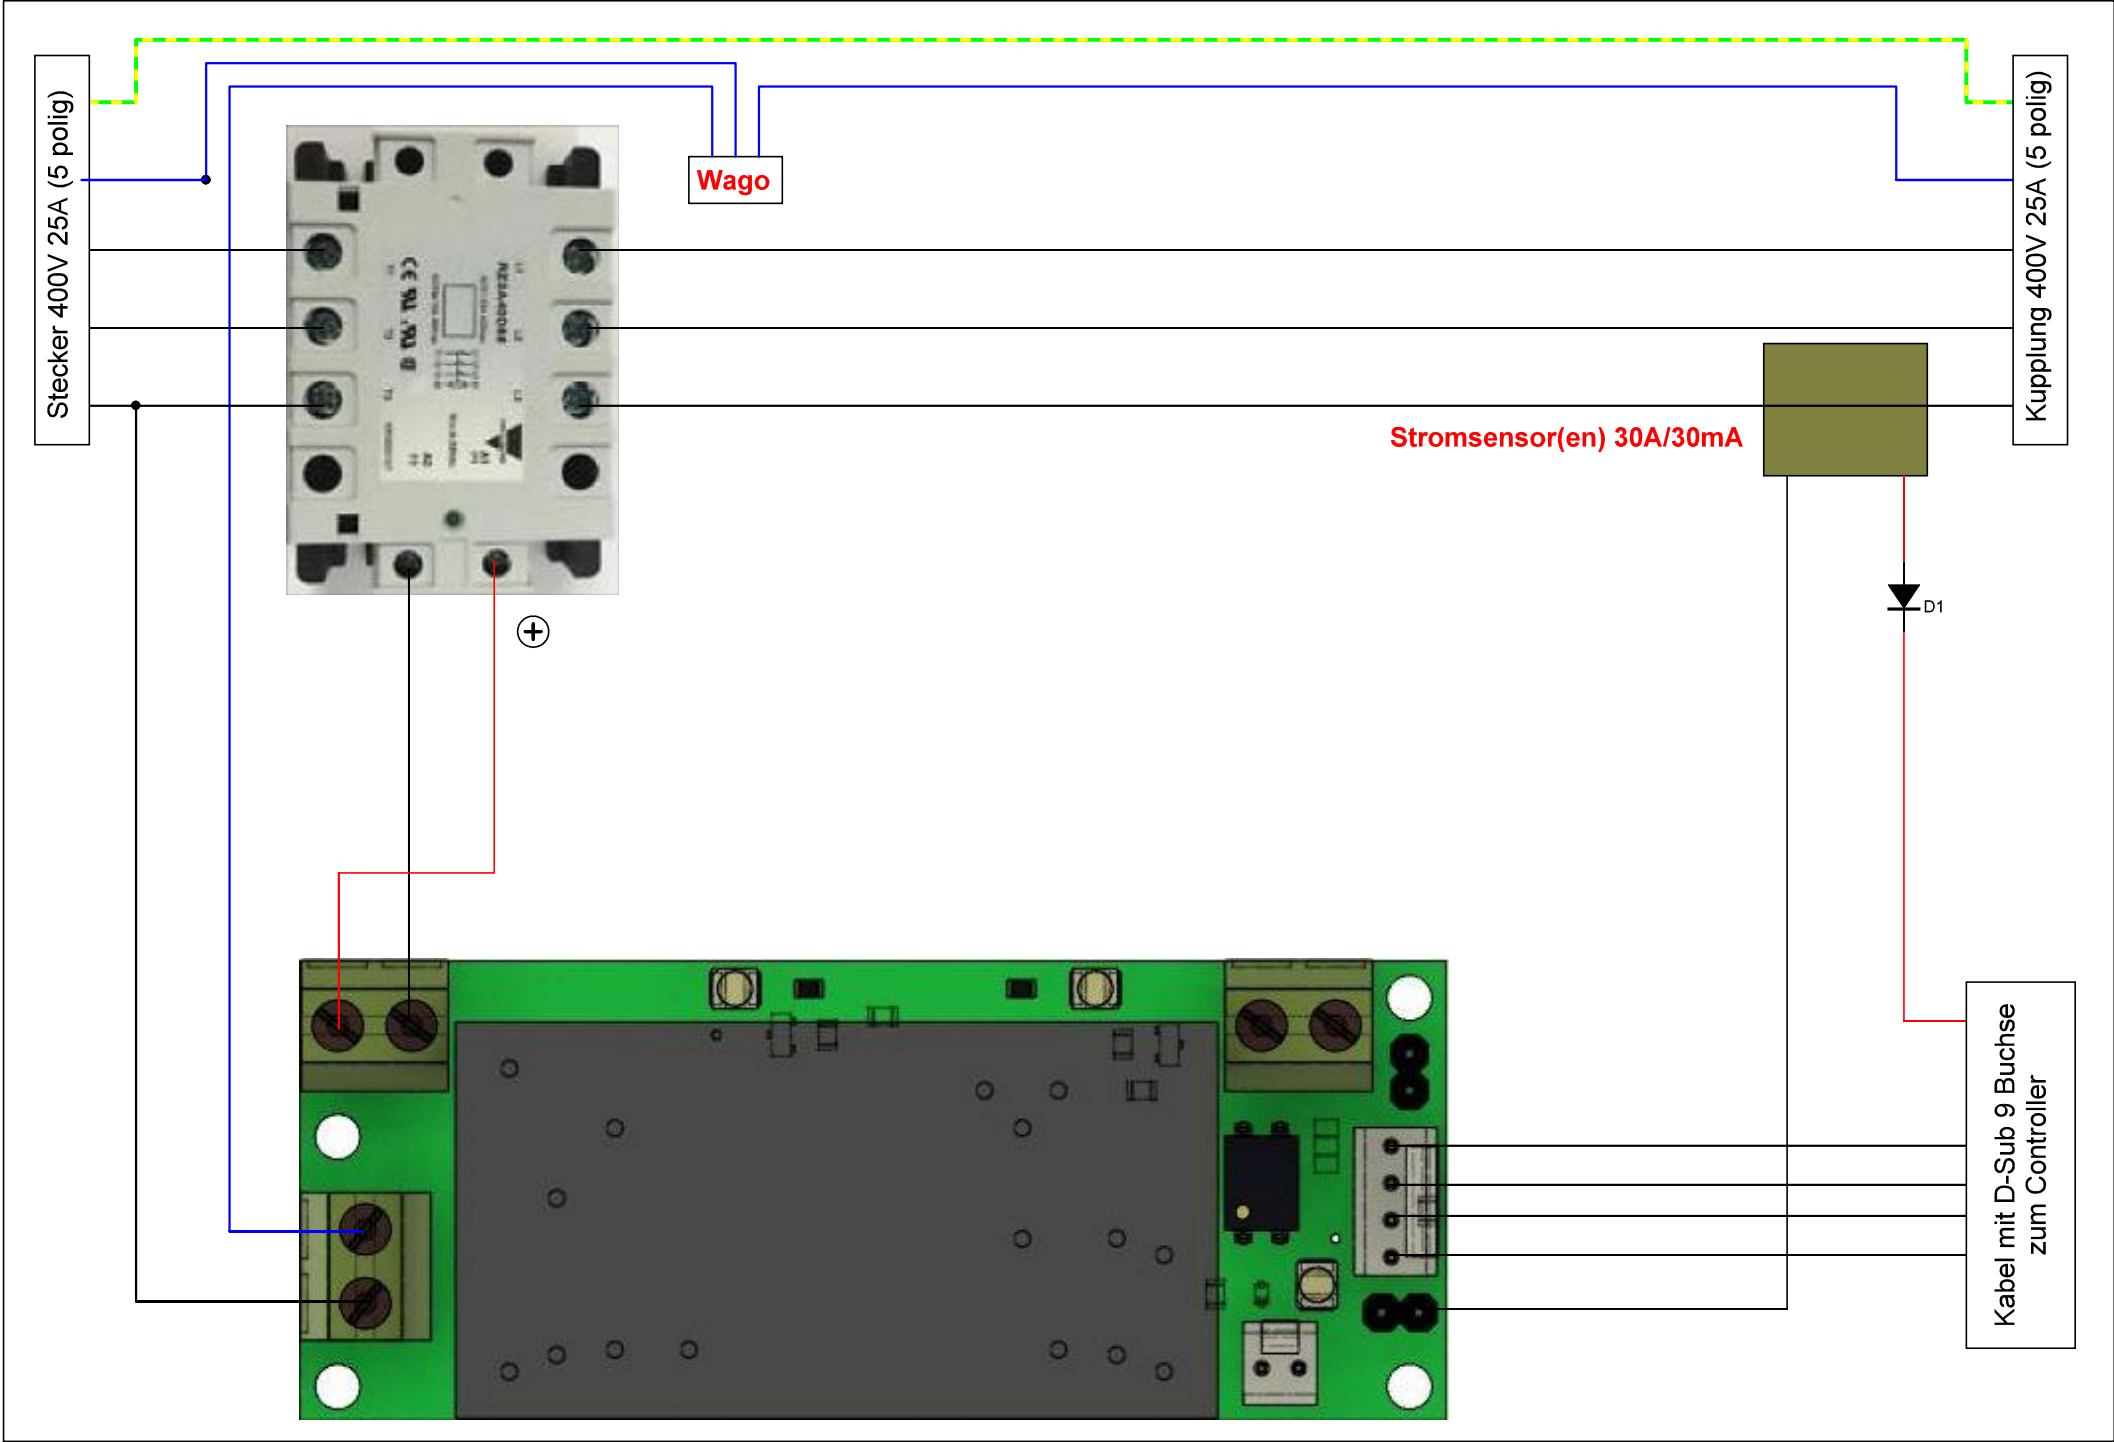 Stecker 400V 25A (5 polig)
Wago
Kupplung 400V 25A (5 polig)
Stromsensor(en) 30A/30mA
D1
Kabel mit D-Sub 9 Buchse
zum Controller